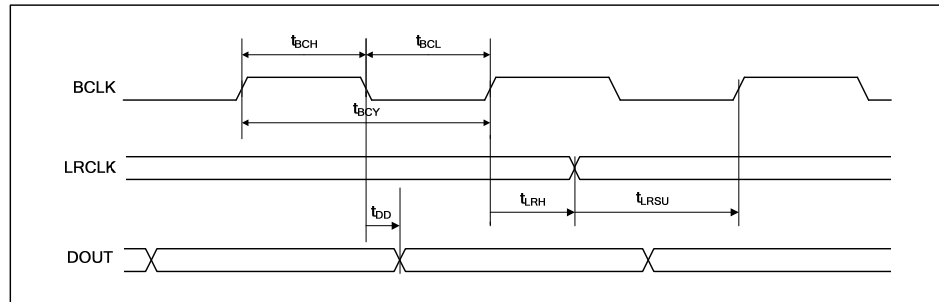 tBCH
tBCL
BCLK
tBCY
LRCLK
tLRH
tLRSU
tDD
DOUT